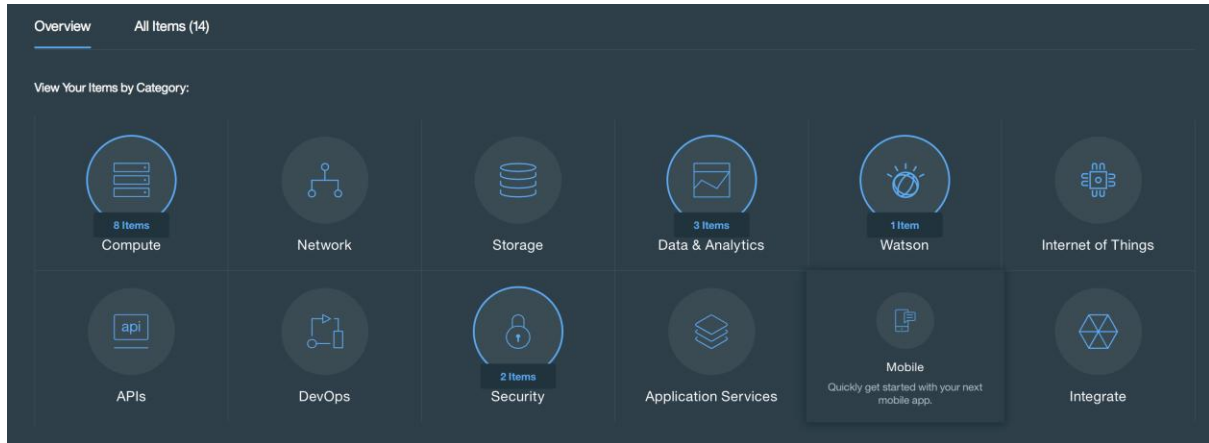 Overview All Items (14)
View Your Items by Category:
8 Items 3 Items 1 Item
Compute Network Storage Data & Analytics Watson Internet of Things
api
Mobile
2 Items
Quickly get started with your next
APIs DevOps Security Application Services Integrate
mobile app.